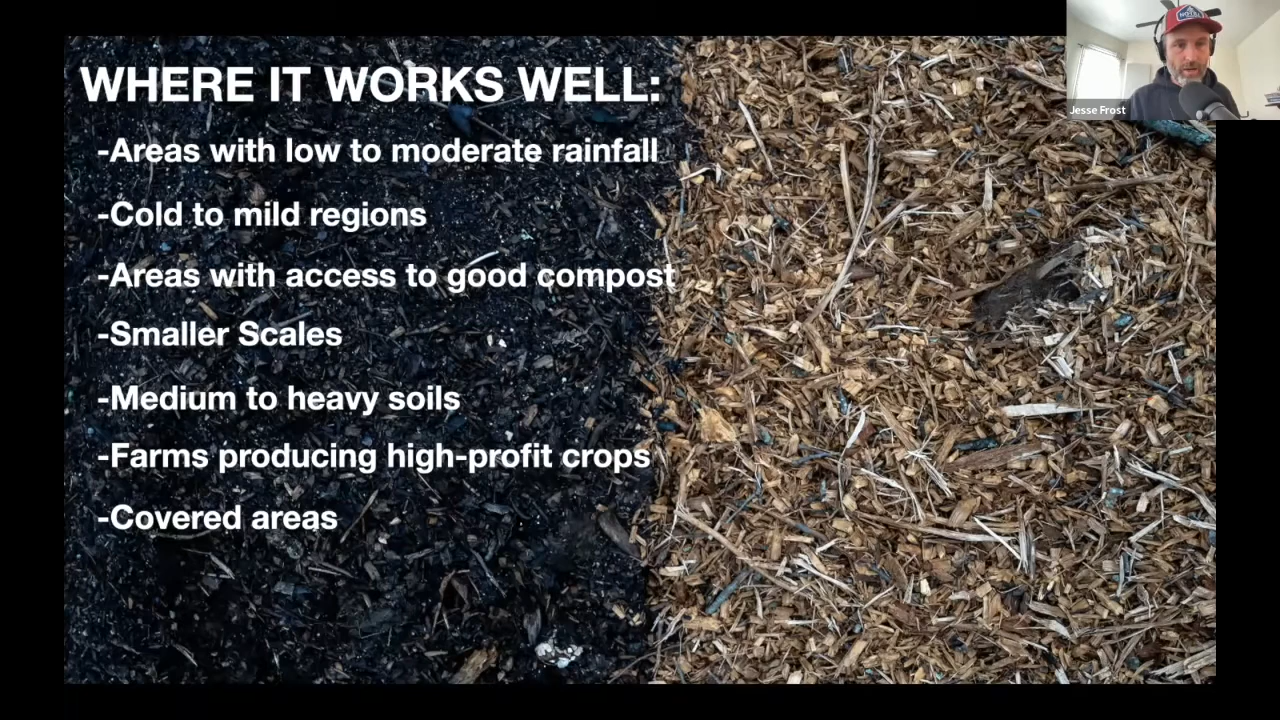 WHERE IT WORKS WELL:
-Areas with low to moderate rainfall
-Cold to mild regions
-Areas with access to good compost
-Smaller Scales
-Medium to heavy soils
-Farms producing high-profit crops
-Covered areas
Jesse Frost